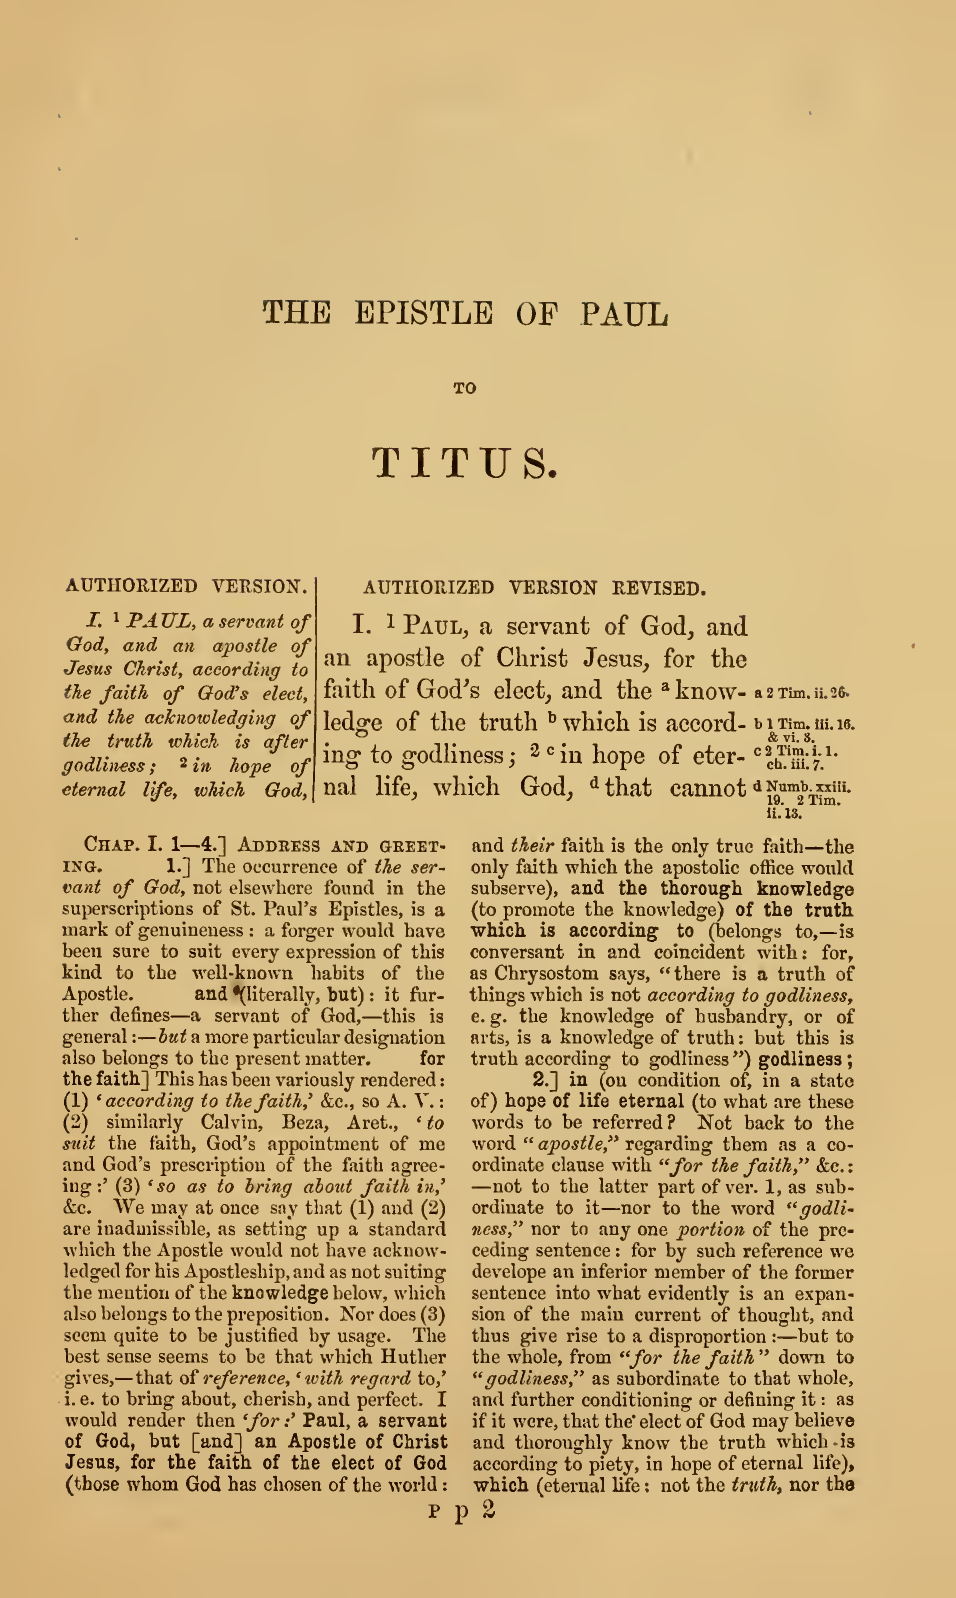 THE EPISTLE OF PAUL
TO
TITUS.
AUTHORIZED VERSION.
I. 1 PAUL, a servant of
God, and an apostle of
Jesus Christ, according to
the faith of God's elect,
and the acknowledging of
the truth which is after
godliness; 2 in hope of
eternal life, which God,
AUTHORIZED VERSION REVISED.
I. 1 PAUL, a servant of God, and
an apostle of Christ Jesus, for the
faith of God's elect, and the a know-
ledge of the truth b which is accord-
ing to godliness; 2 c in hope of eter-
nal life, which God, d that cannot
a 2 Tim. ii. 26.
b 1 Tim. iii. 16.
& vi. 3.
c 2 Tim. i. 1.
ch. iii. 7.
d Numb. xxiii.
19. 2 Tim.
ii. 13.
CHAP. I. 1—4.] ADDRESS AND GREET-
ING. 1.] The occurrence of the ser-
vant of God, not elsewhere found in the
superscriptions of St. Paul's Epistles, is a
mark of genuineness: a forger would have
been sure to suit every expression of this
kind to the well-known habits of the
Apostle. and (literally, but): it fur-
ther defines—a servant of God,—this is
general:—but a more particular designation
also belongs to the present matter. for
the faith] This has been variously rendered:
(1) 'according to the faith,' &c., so A. V.:
(2) similarly Calvin, Beza, Aret., 'to
suit the faith, God's appointment of me
and God's prescription of the faith agree-
ing:' (3) 'so as to bring about faith in,'
&c. We may at once say that (1) and (2)
are inadmissible, as setting up a standard
which the Apostle would not have acknow-
ledged for his Apostleship, and as not suiting
the mention of the knowledge below, which
also belongs to the preposition. Nor does (3)
seem quite to be justified by usage. The
best sense seems to be that which Huther
gives,—that of reference, 'with regard to,'
i. e. to bring about, cherish, and perfect. I
would render then 'for:' Paul, a servant
of God, but [and] an Apostle of Christ
Jesus, for the faith of the elect of God
(those whom God has chosen of the world:
and their faith is the only true faith—the
only faith which the apostolic office would
subserve), and the thorough knowledge
(to promote the knowledge) of the truth
which is according to (belongs to,—is
conversant in and coincident with: for,
as Chrysostom says, "there is a truth of
things which is not according to godliness,
e. g. the knowledge of husbandry, or of
arts, is a knowledge of truth: but this is
truth according to godliness") godliness;
2.] in (on condition of, in a state
of) hope of life eternal (to what are these
words to be referred? Not back to the
word "apostle," regarding them as a co-
ordinate clause with "for the faith," &c.:
—not to the latter part of ver. 1, as sub-
ordinate to it—nor to the word "godli-
ness," nor to any one portion of the pre-
ceding sentence: for by such reference we
develope an inferior member of the former
sentence into what evidently is an expan-
sion of the main current of thought, and
thus give rise to a disproportion:—but to
the whole, from "for the faith" down to
"godliness," as subordinate to that whole,
and further conditioning or defining it: as
if it were, that the elect of God may believe
and thoroughly know the truth which is
according to piety, in hope of eternal life),
which (eternal life: not the truth, nor the
P p 2